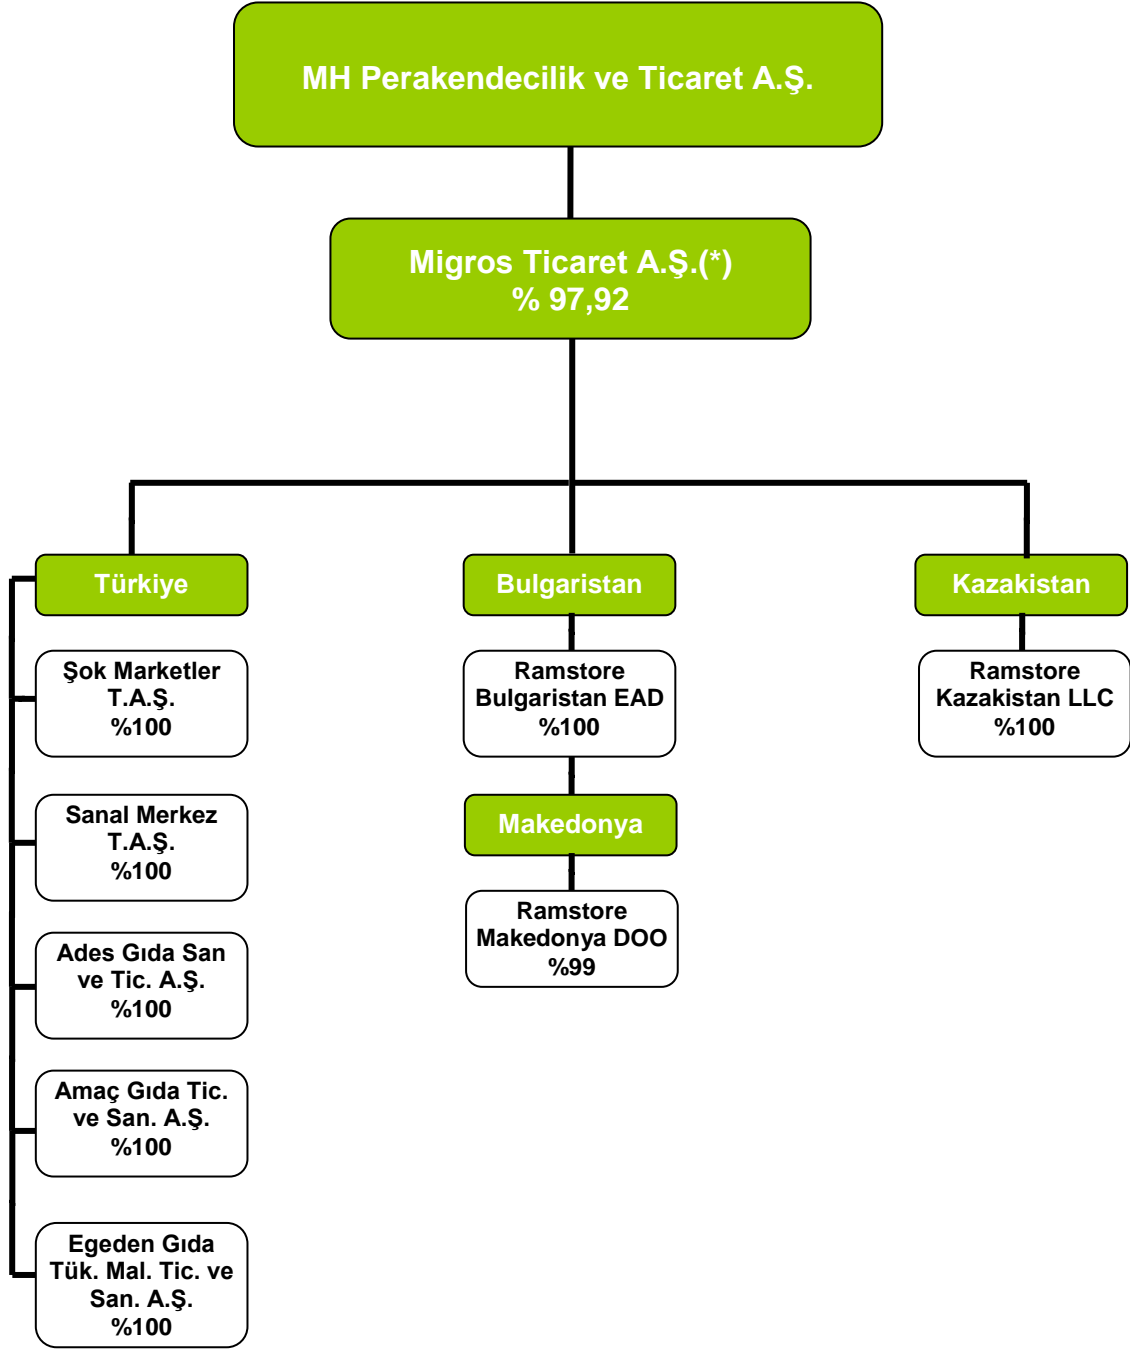 MH Perakendecilik ve Ticaret A.Ş.
Migros Ticaret A.Ş.(*)
% 97,92
Türkiye
Şok Marketler
T.A.Ş.
%100
Sanal Merkez
T.A.Ş.
%100
Ades Gıda San
ve Tic. A.Ş.
%100
Amaç Gıda Tic.
ve San. A.Ş.
%100
Egeden Gıda
Tük. Mal. Tic. ve
San. A.Ş.
%100
Bulgaristan
Ramstore
Bulgaristan EAD
%100
Makedonya
Ramstore
Makedonya DOO
%99
Kazakistan
Ramstore
Kazakistan LLC
%100